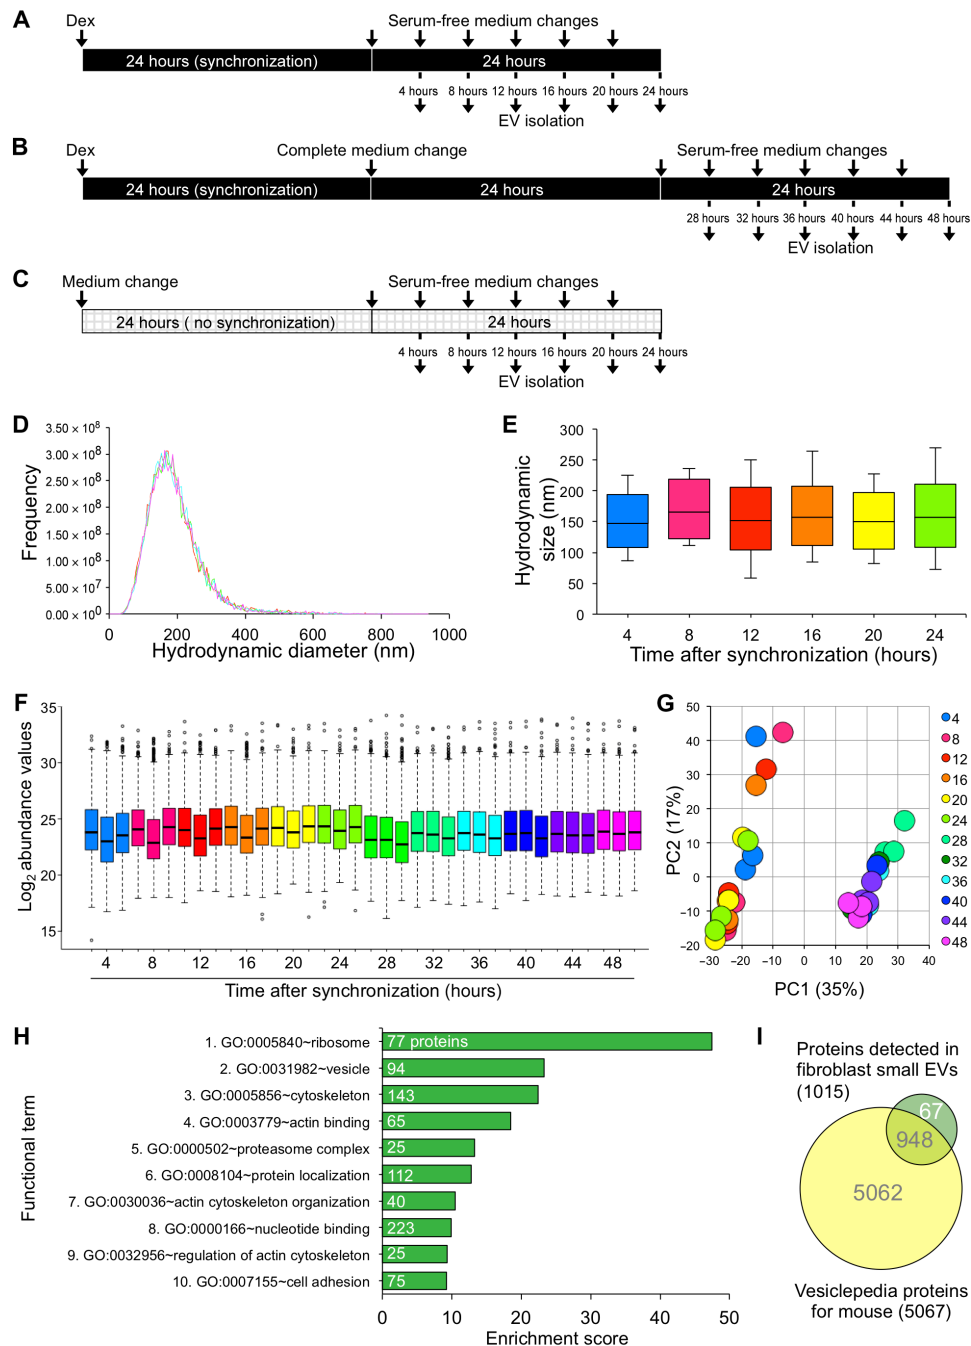 A
Dex
Serum-free medium changes
24 hours (synchronization)
24 hours
4 hours 8 hours 12 hours 16 hours 20 hours 24 hours
EV isolation
B
Dex
Complete medium change
Serum-free medium changes
24 hours (synchronization)
24 hours
24 hours
28 hours 32 hours 36 hours 40 hours 44 hours 48 hours
EV isolation
C
Medium change
Serum-free medium changes
24 hours ( no synchronization)
24 hours
4 hours 8 hours 12 hours 16 hours 20 hours 24 hours
EV isolation
D
Frequency
3.50 × 10⁸
3.00 × 10⁸
2.50 × 10⁸
2.00 × 10⁸
1.50 × 10⁸
1.00 × 10⁸
5.00 × 10⁷
0.00 × 10⁰
0 200 400 600 800 1000
Hydrodynamic diameter (nm)
E
Hydrodynamic
size (nm)
300
250
200
150
100
50
0
4 8 12 16 20 24
Time after synchronization (hours)
F
Log₂ abundance values
35
30
25
20
15
4 8 12 16 20 24 28 32 36 40 44 48
Time after synchronization (hours)
G
PC2 (17%)
50
40
30
20
10
0
−10
−20
−30 −20 −10 0 10 20 30 40
PC1 (35%)
4
8
12
16
20
24
28
32
36
40
44
48
H
Functional term
1. GO:0005840~ribosome
77 proteins
2. GO:0031982~vesicle
94
3. GO:0005856~cytoskeleton
143
4. GO:0003779~actin binding
65
5. GO:0000502~proteasome complex
25
6. GO:0008104~protein localization
112
7. GO:0030036~actin cytoskeleton organization
40
8. GO:0000166~nucleotide binding
223
9. GO:0032956~regulation of actin cytoskeleton
25
10. GO:0007155~cell adhesion
75
0 10 20 30 40 50
Enrichment score
I
Proteins detected in
fibroblast small EVs
(1015)
67
948
5062
Vesiclepedia proteins
for mouse (5067)